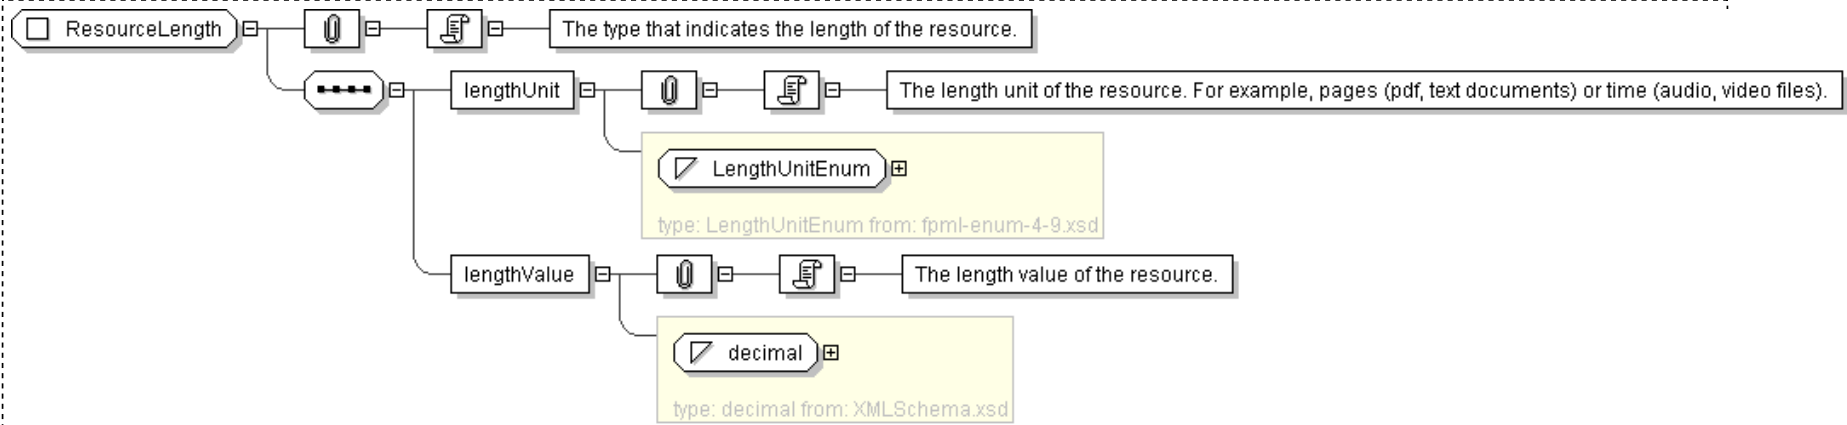 ResourceLength The type that indicates the length of the resource.
lengthUnit The length unit of the resource. For example, pages (pdf, text documents) or time (audio, video files).
LengthUnitEnum
type: LengthUnitEnum from: fpml-enum-4-9.xsd
lengthValue The length value of the resource.
decimal
type: decimal from: XMLSchema.xsd